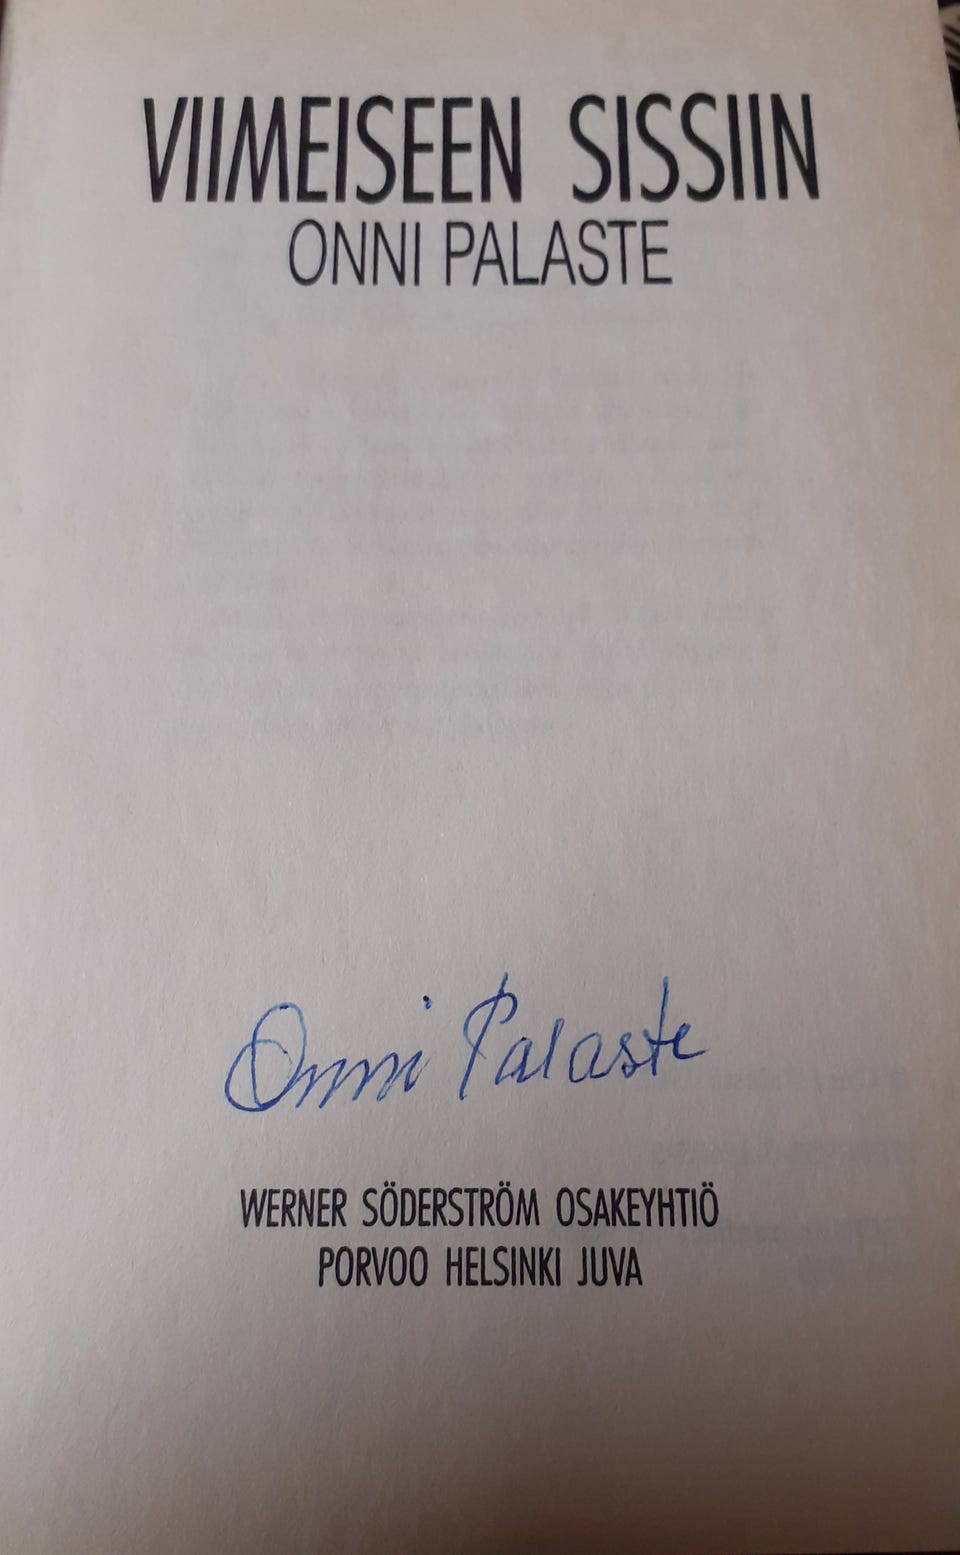 VIIMEISEEN SISSIIN
ONNI PALASTE
Onni Palaste
WERNER SÖDERSTRÖM OSAKEYHTIÖ
PORVOO HELSINKI JUVA